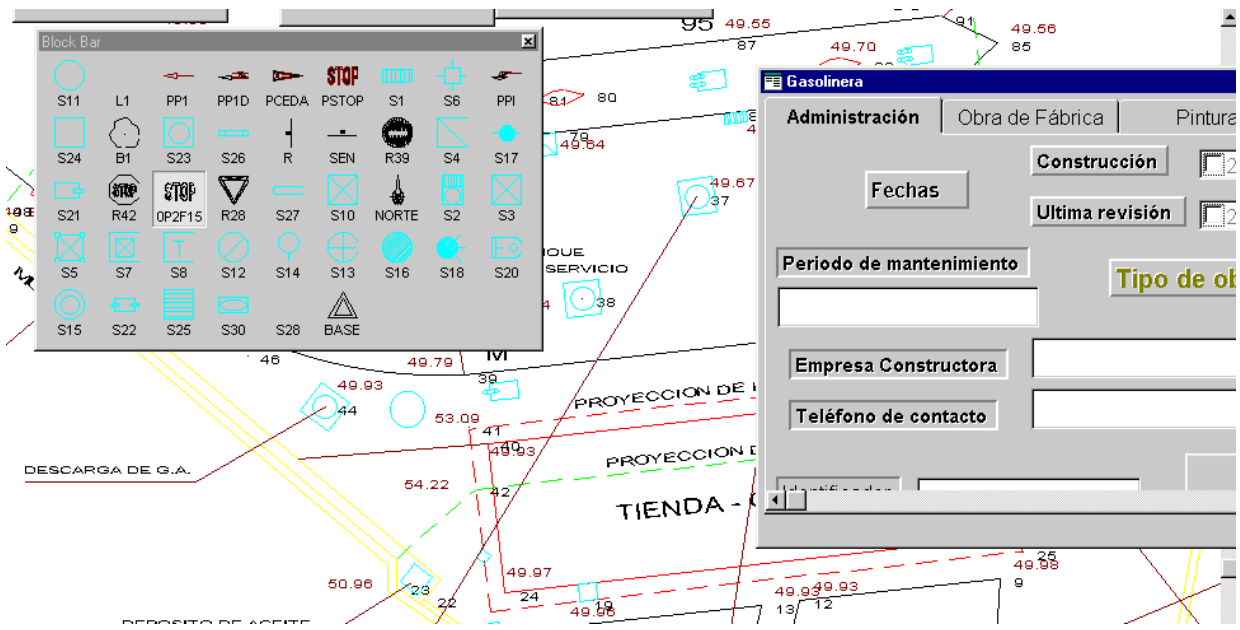 Block Bar
S11 L1 PP1 PP1D PCEDA PSTOP S1 S6 PPI
STOP
S24 B1 S23 S26 R SEN R39 S4 S17
STOP STOP
S21 R42 0P2F15 R28 S27 S10 NORTE S2 S3
S5 S7 S8 S12 S14 S13 S16 S18 S20
S15 S22 S25 S30 S28 BASE
95 49.55
87
91 49.56
85
49.70
81 80
79
49.64
49.67
37
9
SERVICIO
38
46
49.79
M
39
49.93
44
53.09
41
40
49.93
PROYECCION DE
PROYECCION
DESCARGA DE G.A.
54.22
42
TIENDA -
49.97
50.96
23
22
24
19
49.96
49.93
49.93
13 12
25
49.98
9
Gasolinera
Administración Obra de Fábrica Pintura
Construcción
Fechas
Ultima revisión
Periodo de mantenimiento
Tipo de ob
Empresa Constructora
Teléfono de contacto